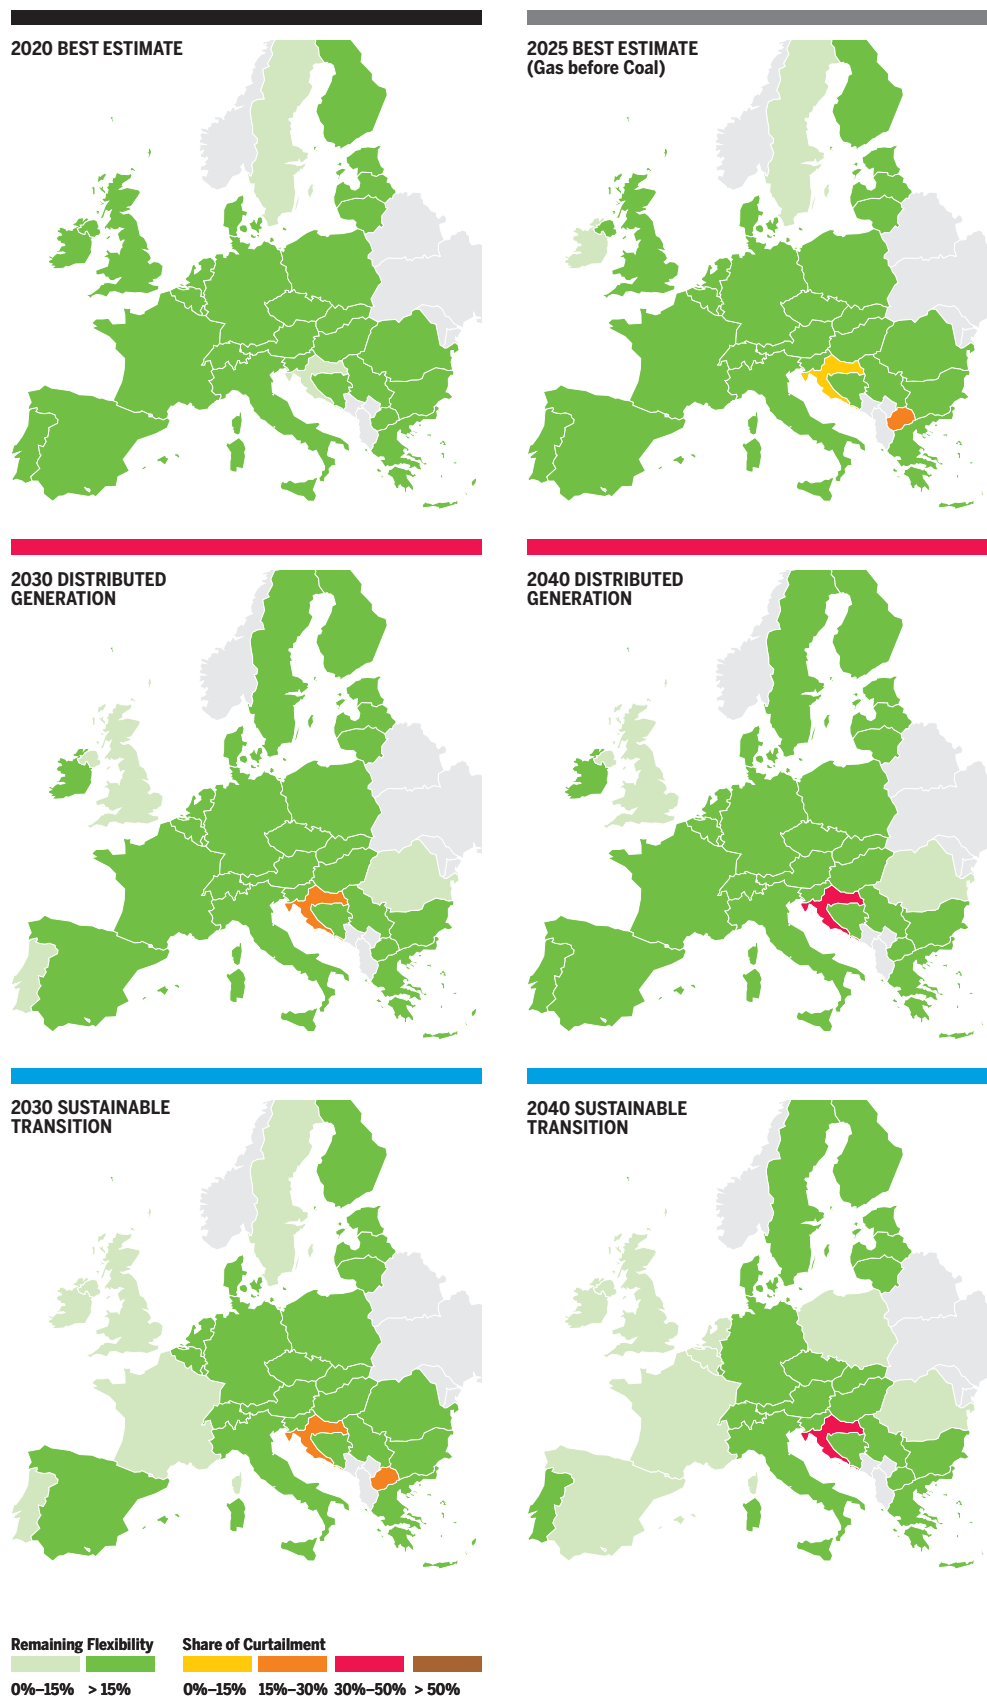 2020 BEST ESTIMATE
2025 BEST ESTIMATE
(Gas before Coal)
2030 DISTRIBUTED
GENERATION
2040 DISTRIBUTED
GENERATION
2030 SUSTAINABLE
TRANSITION
2040 SUSTAINABLE
TRANSITION
Remaining Flexibility
0%–15% > 15%
Share of Curtailment
0%–15% 15%–30% 30%–50% > 50%